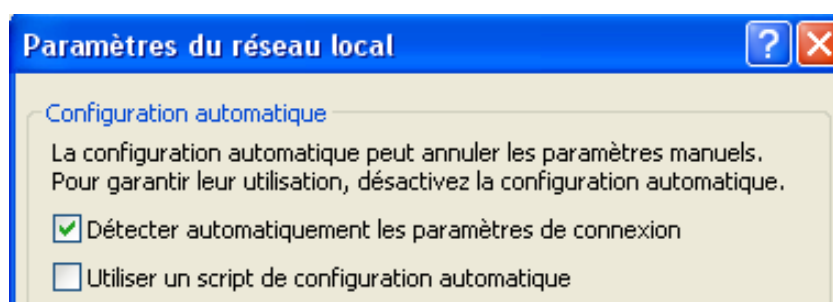 Paramètres du réseau local
Configuration automatique
La configuration automatique peut annuler les paramètres manuels.
Pour garantir leur utilisation, désactivez la configuration automatique.
Détecter automatiquement les paramètres de connexion
Utiliser un script de configuration automatique